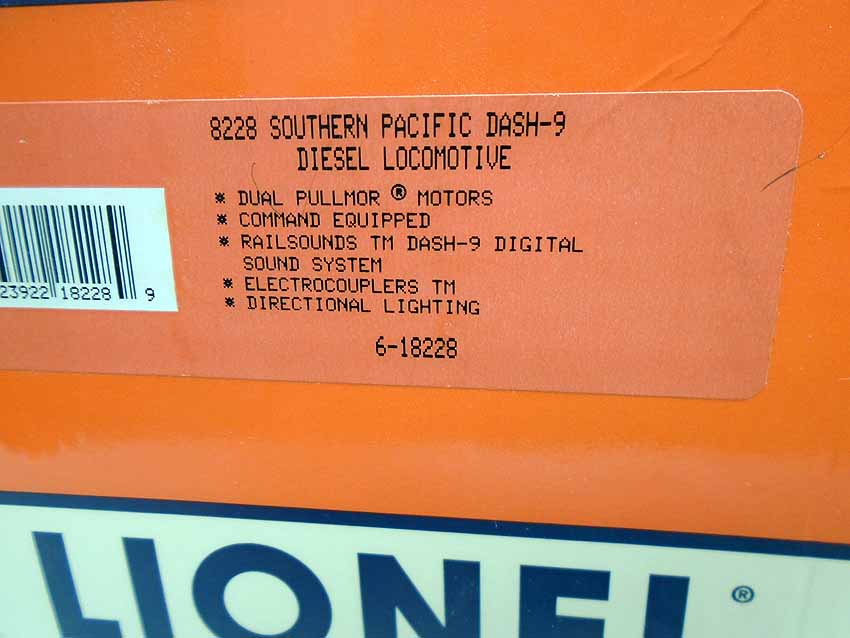 8228 SOUTHERN PACIFIC DASH-9
DIESEL LOCOMOTIVE
* DUAL PULLMOR ® MOTORS
* COMMAND EQUIPPED
* RAILSOUNDS TM DASH-9 DIGITAL
SOUND SYSTEM
* ELECTROCOUPLERS TM
* DIRECTIONAL LIGHTING
23922 18228 9
6-18228
LIONEL ®